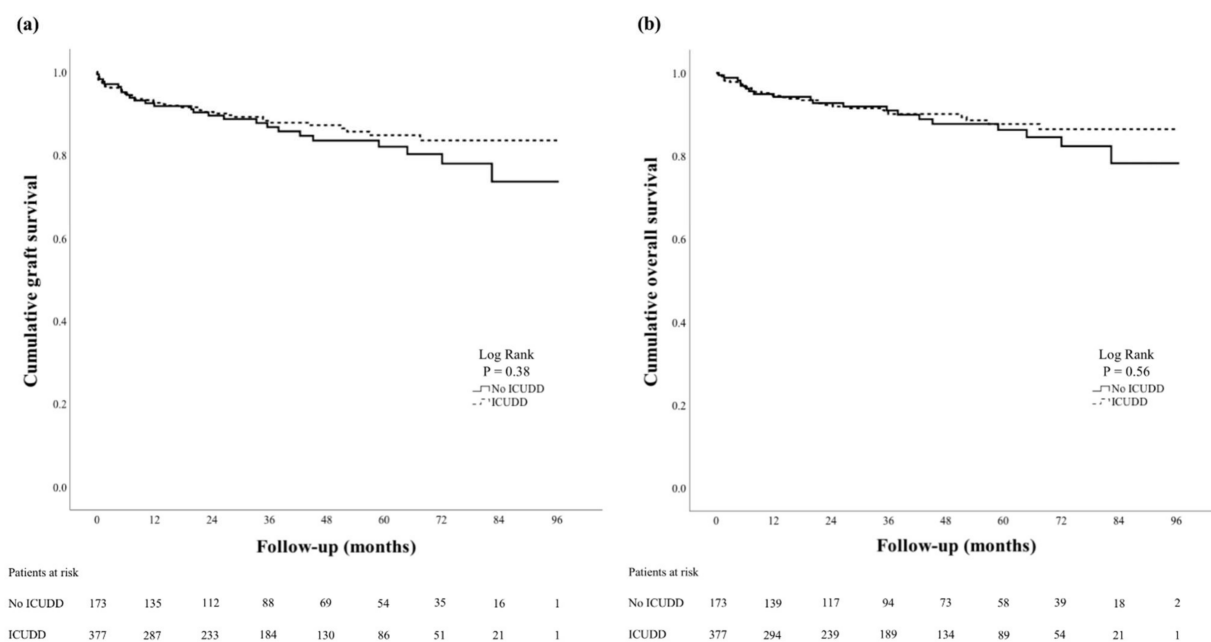 (a)
Cumulative graft survival
1.0
0.8
0.6
0.4
0.2
0.0
Log Rank
P = 0.38
No ICUDD
ICUDD
0 12 24 36 48 60 72 84 96
Follow-up (months)
Patients at risk
No ICUDD 173 135 112 88 69 54 35 16 1
ICUDD 377 287 233 184 130 86 51 21 1
(b)
Cumulative overall survival
1.0
0.8
0.6
0.4
0.2
0.0
Log Rank
P = 0.56
No ICUDD
ICUDD
0 12 24 36 48 60 72 84 96
Follow-up (months)
Patients at risk
No ICUDD 173 139 117 94 73 58 39 18 2
ICUDD 377 294 239 189 134 89 54 21 1